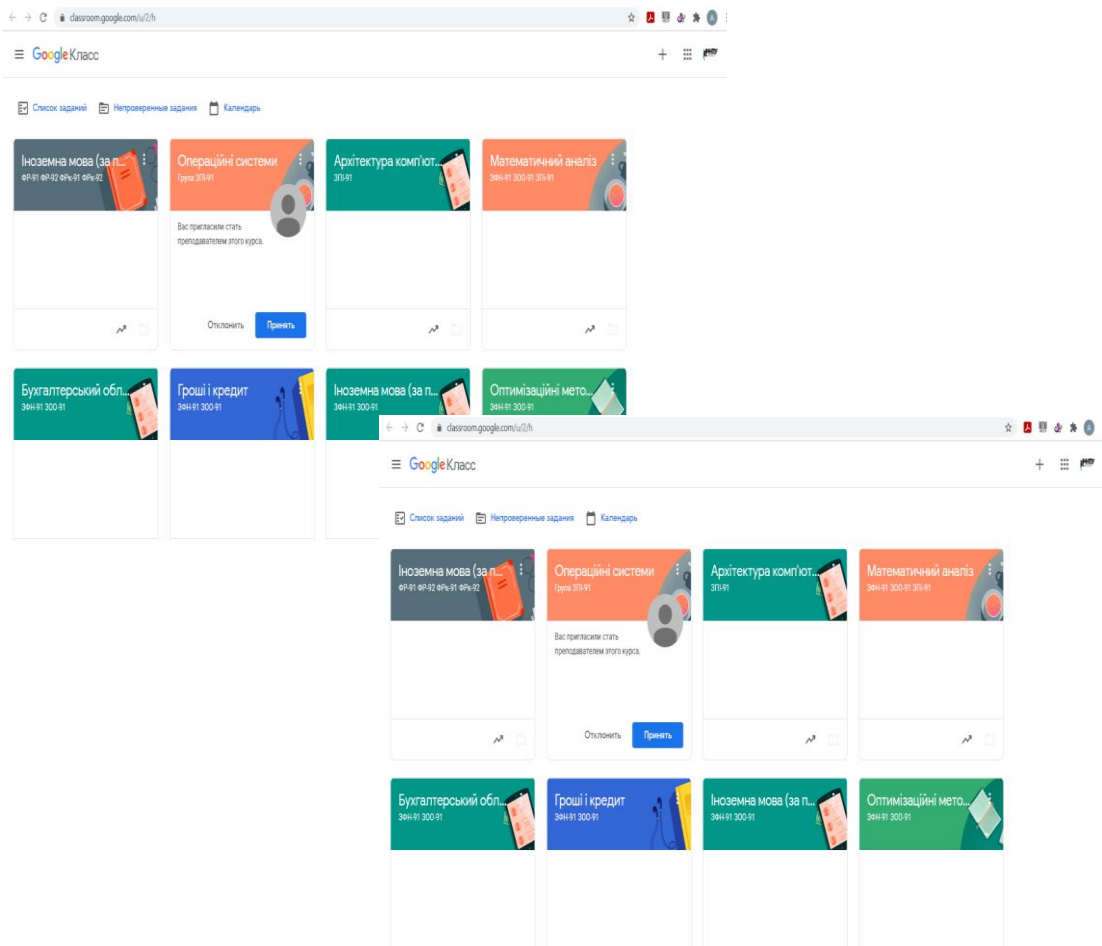 classroom.google.com/u/2/h
Google Класс
Список заданий Непроверенные задания Календарь
Іноземна мова (за п...
ФР-91 ФР-92 ФРк-91 ФРк-92
Операційні системи
Група ЗПІ-91
Архітектура комп'ют...
ЗПІ-91
Математичний аналіз
ЗФН-91 ЗОО-91 ЗПІ-91
Вас пригласили стать
преподавателем этого курса.
Отклонить Принять
Бухгалтерський обл...
ЗФН-91 ЗОО-91
Гроші і кредит
ЗФН-91 ЗОО-91
Іноземна мова (за п...
ЗФН-91 ЗОО-91
Оптимізаційні мето...
ЗФН-91 ЗОО-91
classroom.google.com/u/2/h
Google Класс
Список заданий Непроверенные задания Календарь
Іноземна мова (за п...
ФР-91 ФР-92 ФРк-91 ФРк-92
Операційні системи
Група ЗПІ-91
Архітектура комп'ют...
ЗПІ-91
Математичний аналіз
ЗФН-91 ЗОО-91 ЗПІ-91
Вас пригласили стать
преподавателем этого курса.
Отклонить Принять
Бухгалтерський обл...
ЗФН-91 ЗОО-91
Гроші і кредит
ЗФН-91 ЗОО-91
Іноземна мова (за п...
ЗФН-91 ЗОО-91
Оптимізаційні мето...
ЗФН-91 ЗОО-91